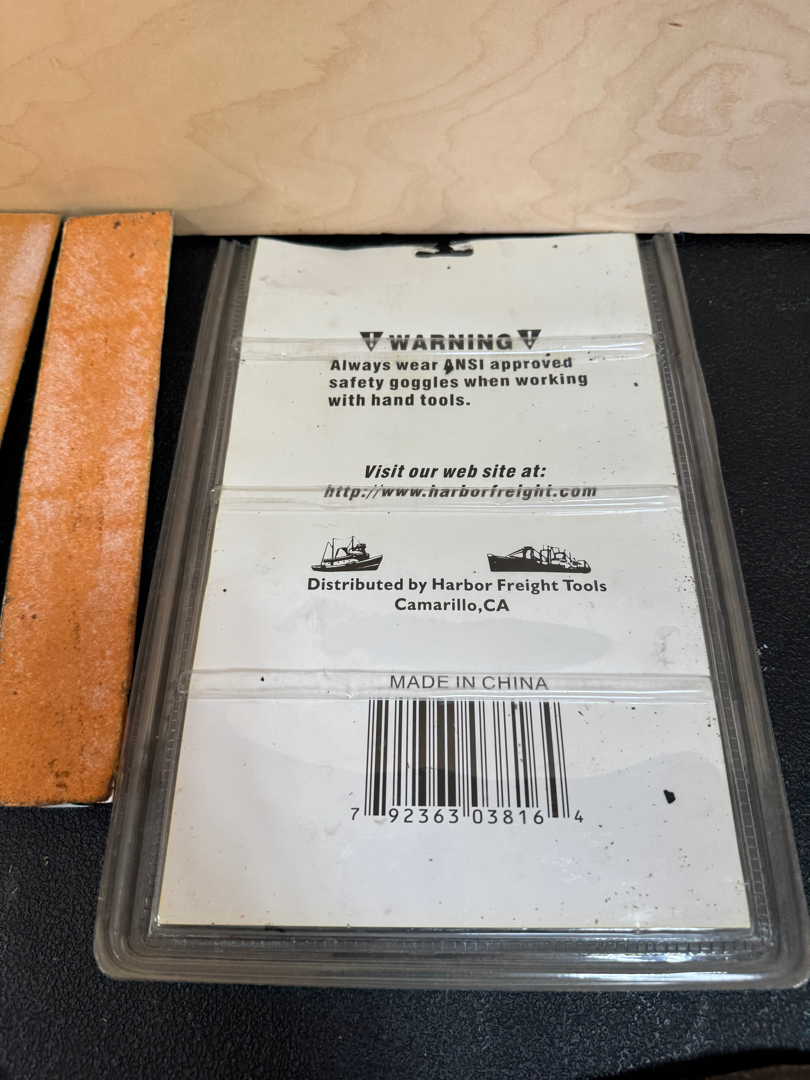 WARNING
Always wear ANSI approved
safety goggles when working
with hand tools.
Visit our web site at:
http://www.harborfreight.com
Distributed by Harbor Freight Tools
Camarillo,CA
MADE IN CHINA
7 92363 03816 4